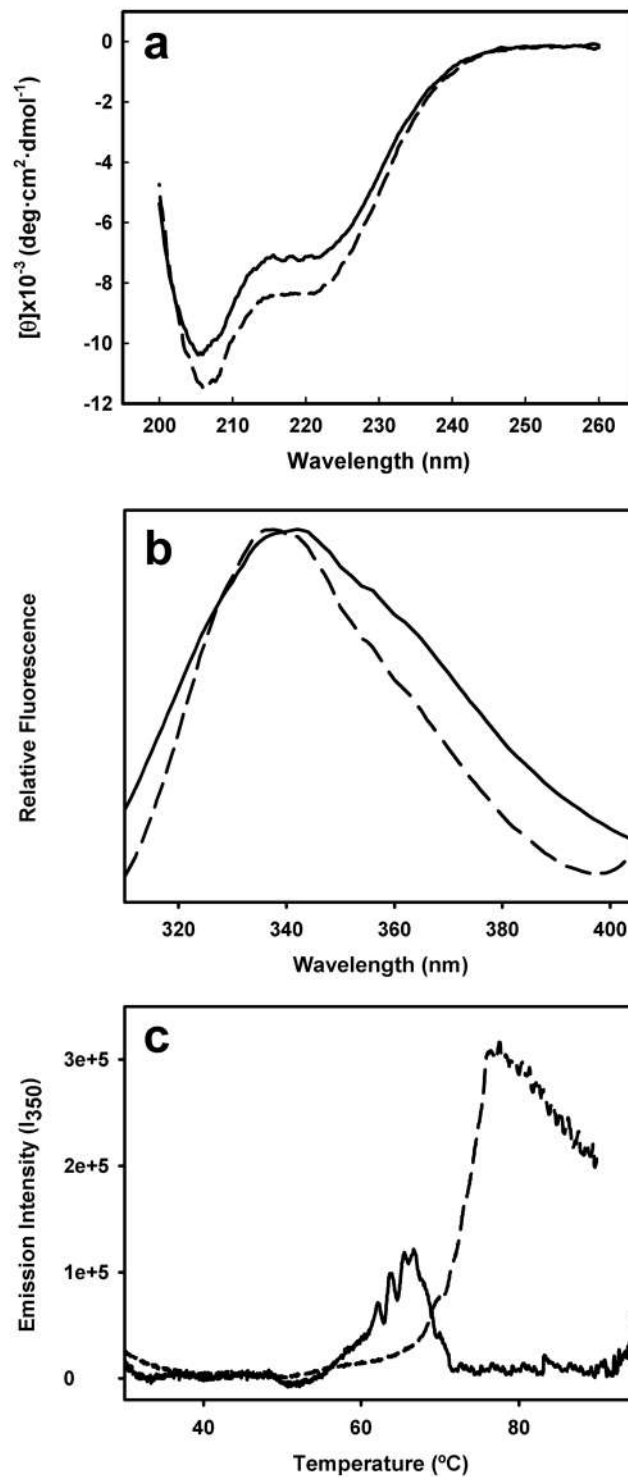 a
0
-2
-4
-6
-8
-10
-12
[θ]x10⁻³ (deg·cm²·dmol⁻¹)
200 210 220 230 240 250 260
Wavelength (nm)
b
Relative Fluorescence
320 340 360 380 400
Wavelength (nm)
c
3e+5
2e+5
1e+5
0
Emission Intensity (I₃₅₀)
40 60 80
Temperature (ºC)